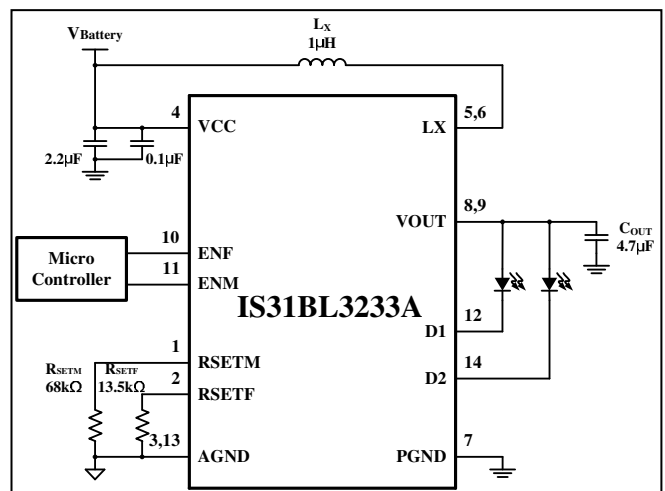 LX
1μH
VBattery
4
VCC
LX
5,6
2.2μF
0.1μF
8,9
VOUT
COUT
4.7μF
Micro
Controller
10
ENF
11
ENM
IS31BL3233A
12
D1
14
D2
1
RSETM
RSETM
68kΩ
RSETF
13.5kΩ
2
RSETF
3,13
AGND
PGND
7